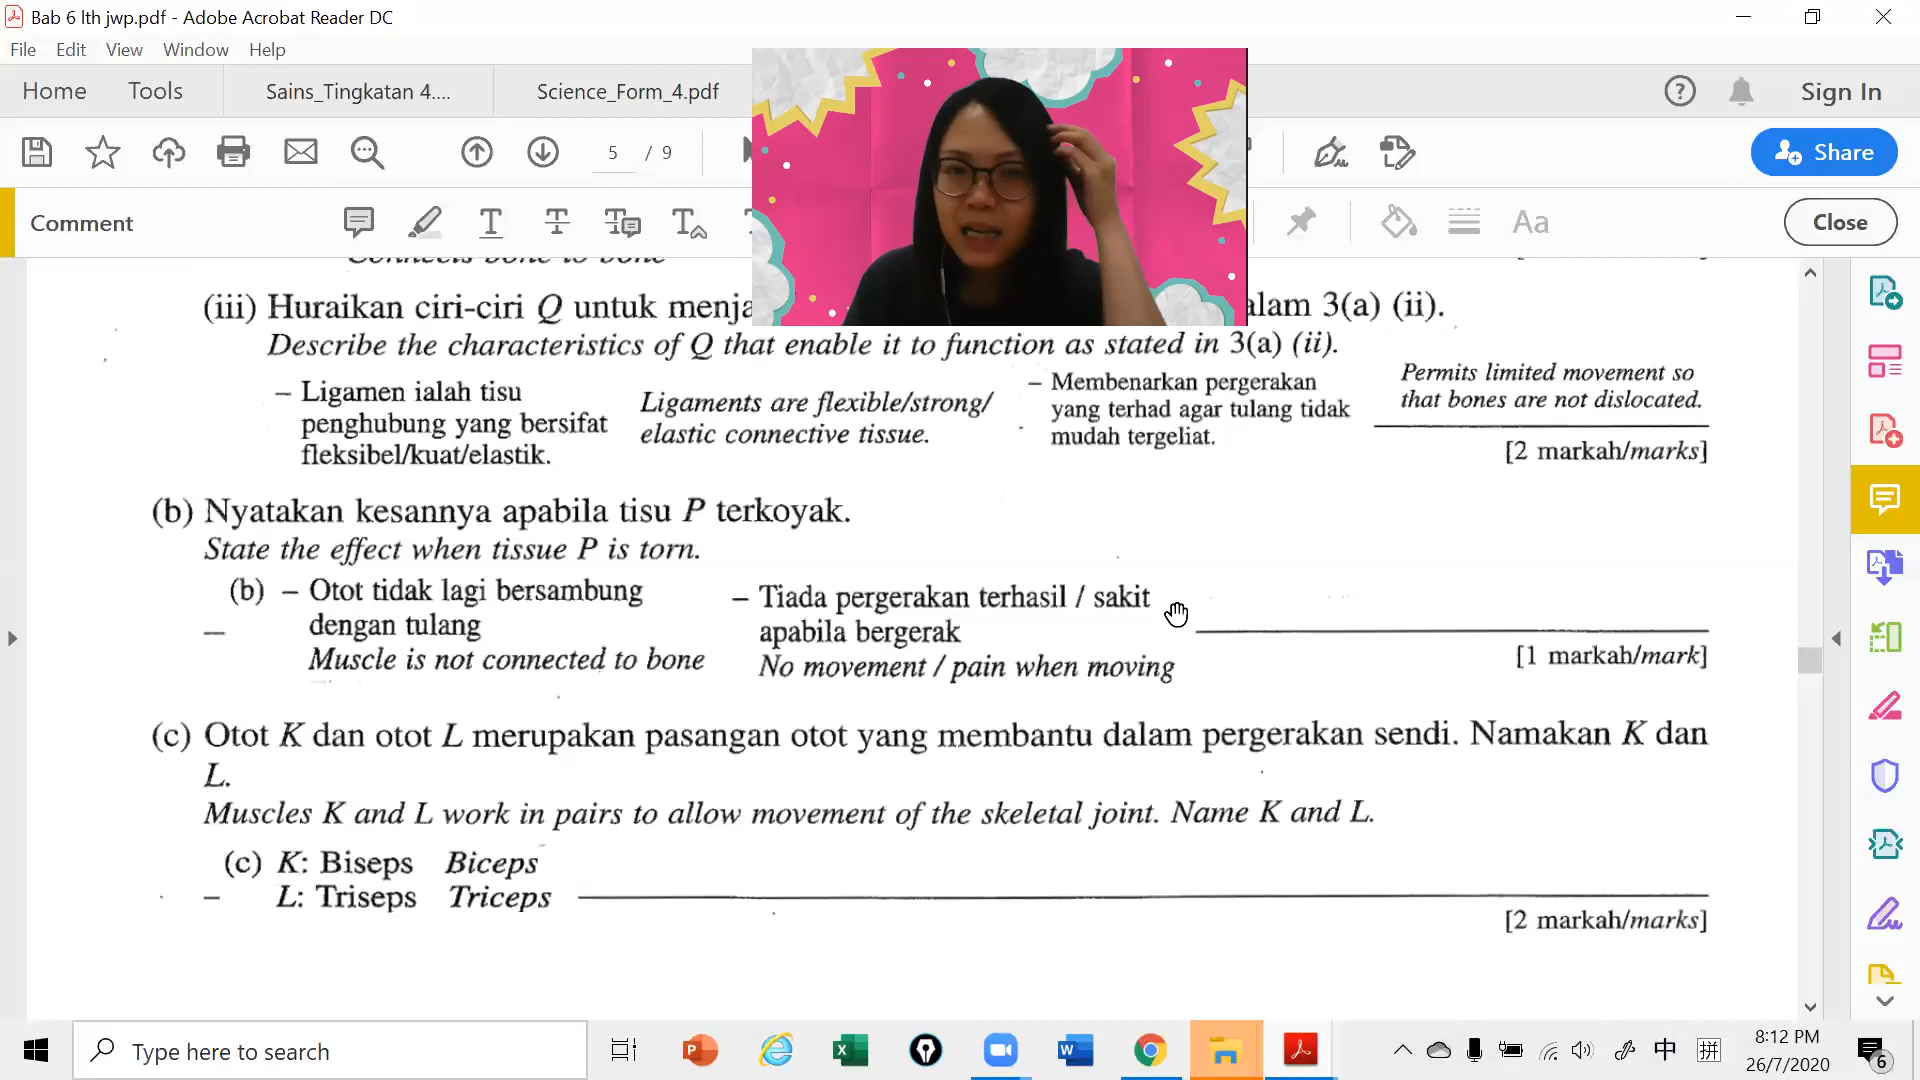 Bab 6 lth jwp.pdf - Adobe Acrobat Reader DC
File Edit View Window Help
Home Tools Sains_Tingkatan 4.... Science_Form_4.pdf Sign In
5 / 9 Share
Comment Aa Close
Connects bone to bone
(iii) Huraikan ciri-ciri Q untuk menja alam 3(a) (ii).
Describe the characteristics of Q that enable it to function as stated in 3(a) (ii).
– Ligamen ialah tisu
penghubung yang bersifat
fleksibel/kuat/elastik.
Ligaments are flexible/strong/
elastic connective tissue.
– Membenarkan pergerakan
yang terhad agar tulang tidak
mudah tergeliat.
Permits limited movement so
that bones are not dislocated.
[2 markah/marks]
(b) Nyatakan kesannya apabila tisu P terkoyak.
State the effect when tissue P is torn.
(b) – Otot tidak lagi bersambung
dengan tulang
Muscle is not connected to bone
– Tiada pergerakan terhasil / sakit
apabila bergerak
No movement / pain when moving
[1 markah/mark]
(c) Otot K dan otot L merupakan pasangan otot yang membantu dalam pergerakan sendi. Namakan K dan
L.
Muscles K and L work in pairs to allow movement of the skeletal joint. Name K and L.
(c) K: Biseps Biceps
L: Triseps Triceps
[2 markah/marks]
Type here to search
中 拼
8:12 PM
26/7/2020
6